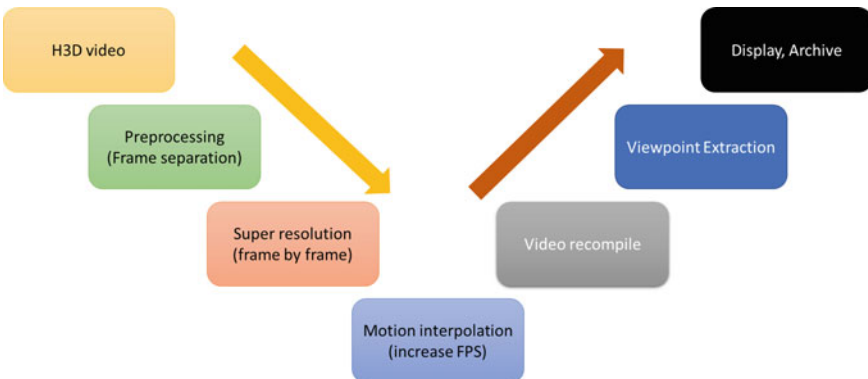 H3D video
Preprocessing
(Frame separation)
Super resolution
(frame by frame)
Motion interpolation
(increase FPS)
Video recompile
Viewpoint Extraction
Display, Archive